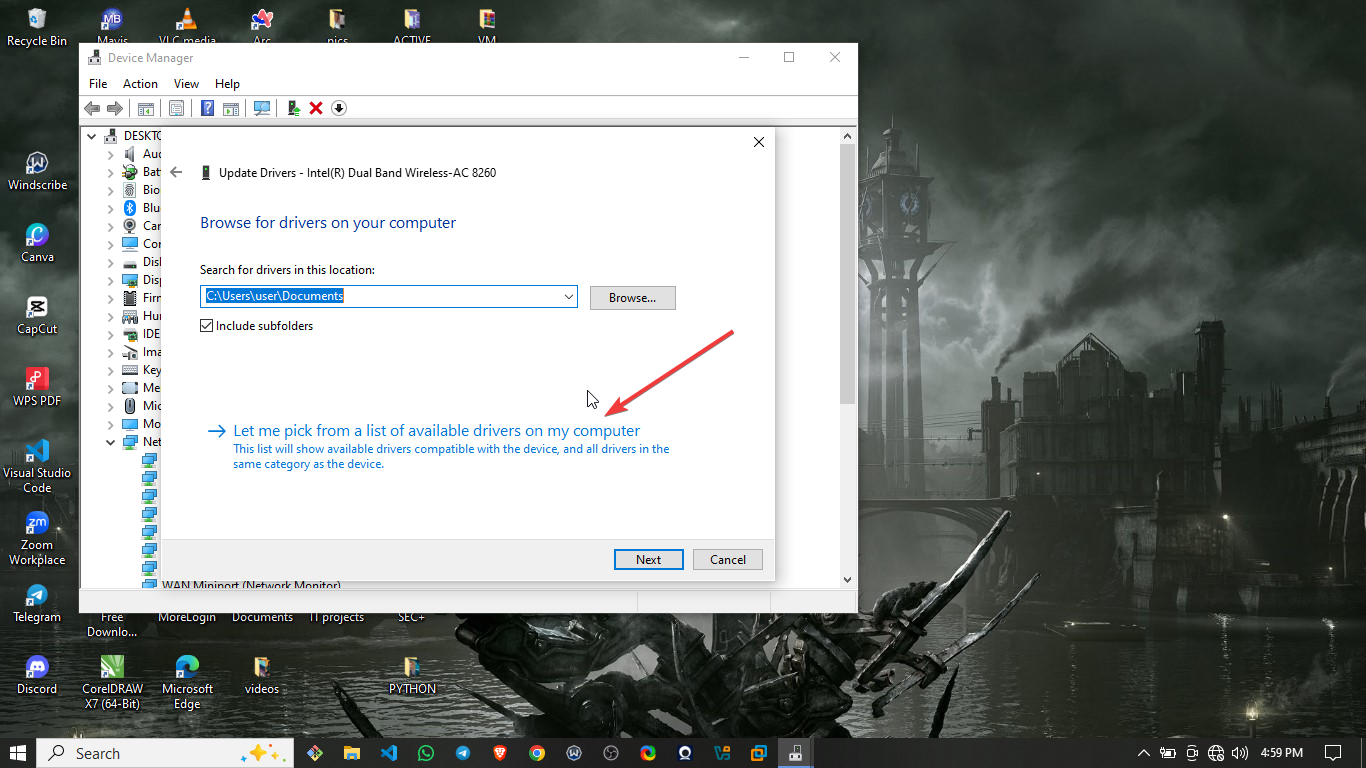 Recycle Bin
Mavis
VLC media
Arc
pics
ACTIVE
VM
Device Manager
File Action View Help
DESKTO
Aud
Batt
Bio
Blu
Car
Cor
Dis
Disp
Firr
Hur
IDE
Ima
Key
Me
Mic
Mo
Net
WAN Miniport (Network Monitor)
Update Drivers - Intel(R) Dual Band Wireless-AC 8260
Browse for drivers on your computer
Search for drivers in this location:
C:\Users\user\Documents
Browse...
Include subfolders
Let me pick from a list of available drivers on my computer
This list will show available drivers compatible with the device, and all drivers in the
same category as the device.
Next
Cancel
Windscribe
Canva
CapCut
WPS PDF
Visual Studio
Code
Zoom
Workplace
Telegram
Free
Downlo...
MoreLogin
Documents
IT projects
SEC+
Discord
CorelDRAW
X7 (64-Bit)
Microsoft
Edge
videos
PYTHON
Search
4:59 PM